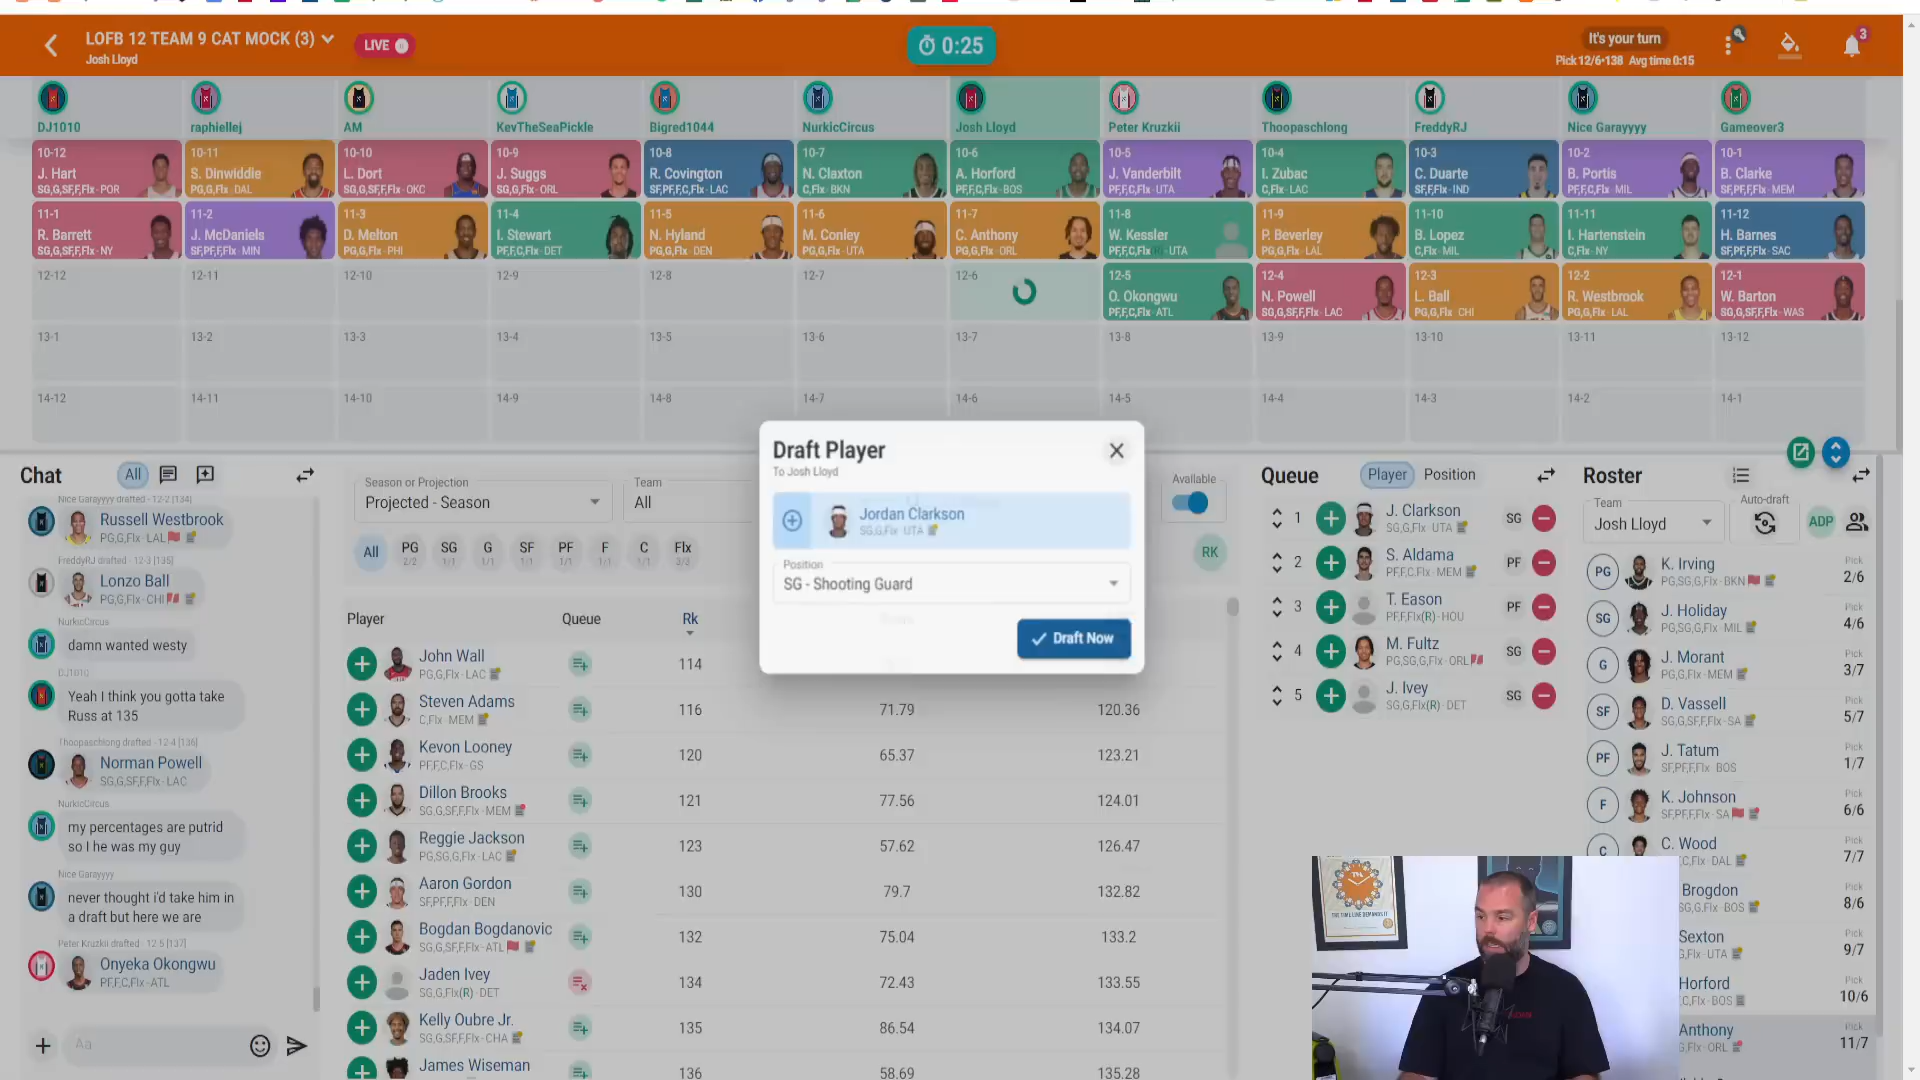 LOFB 12 TEAM 9 CAT MOCK (3)
Josh Lloyd
LIVE
0:25
It's your turn
Pick 12/6•138 Avg time 0:15
3
DJ1010
raphiellej
AM
KevTheSeaPickle
Bigred1044
NurkicCircus
Josh Lloyd
Peter Kruzkii
Thoopaschlong
FreddyRJ
Nice Garayyyy
Gameover3
10-12
J. Hart
SG,G,SF,F,Flx · POR
10-11
S. Dinwiddie
PG,G,Flx · DAL
10-10
L. Dort
SG,G,SF,F,Flx · OKC
10-9
J. Suggs
SG,G,Flx · ORL
10-8
R. Covington
SF,PF,F,C,Flx · LAC
10-7
N. Claxton
C,Flx · BKN
10-6
A. Horford
PF,F,C,Flx · BOS
10-5
J. Vanderbilt
PF,F,C,Flx · UTA
10-4
I. Zubac
C,Flx · LAC
10-3
C. Duarte
SF,F,Flx · IND
10-2
B. Portis
PF,F,C,Flx · MIL
10-1
B. Clarke
SF,PF,F,Flx · MEM
11-1
R. Barrett
SG,G,SF,F,Flx · NY
11-2
J. McDaniels
SF,PF,F,Flx · MIN
11-3
D. Melton
PG,G,Flx · PHI
11-4
I. Stewart
PF,F,C,Flx · DET
11-5
N. Hyland
PG,G,Flx · DEN
11-6
M. Conley
PG,G,Flx · UTA
11-7
C. Anthony
PG,G,Flx · ORL
11-8
W. Kessler
PF,F,C,Flx · UTA
11-9
P. Beverley
PG,G,Flx · LAL
11-10
B. Lopez
C,Flx · MIL
11-11
I. Hartenstein
C,Flx · NY
11-12
H. Barnes
SF,PF,F,Flx · SAC
12-12
12-11
12-10
12-9
12-8
12-7
12-6
12-5
O. Okongwu
PF,F,C,Flx · ATL
12-4
N. Powell
SG,G,SF,F,Flx · LAC
12-3
L. Ball
PG,G,Flx · CHI
12-2
R. Westbrook
PG,G,Flx · LAL
12-1
W. Barton
SG,G,SF,F,Flx · WAS
13-1
13-2
13-3
13-4
13-5
13-6
13-7
13-8
13-9
13-10
13-11
13-12
14-12
14-11
14-10
14-9
14-8
14-7
14-6
14-5
14-4
14-3
14-2
14-1
Chat
All
Nice Garayyyy drafted · 12-2 [134]
Russell Westbrook
PG,G,Flx · LAL
FreddyRJ drafted · 12-3 [135]
Lonzo Ball
PG,G,Flx · CHI
NurkicCircus
damn wanted westy
DJ1010
Yeah I think you gotta take
Russ at 135
Thoopaschlong drafted · 12-4 [136]
Norman Powell
SG,G,SF,F,Flx · LAC
NurkicCircus
my percentages are putrid
so I he was my guy
Nice Garayyyy
never thought i'd take him in
a draft but here we are
Peter Kruzkii drafted · 12-5 [137]
Onyeka Okongwu
PF,F,C,Flx · ATL
Aa
Season or Projection
Projected - Season
Team
All
Available
All
PG
2/2
SG
1/1
G
1/1
SF
1/1
PF
1/1
F
1/1
C
1/1
Flx
3/3
RK
Player
Queue
Rk
John Wall
PG,G,Flx · LAC
114
Steven Adams
C,Flx · MEM
116
71.79
120.36
Kevon Looney
PF,F,C,Flx · GS
120
65.37
123.21
Dillon Brooks
SG,G,SF,F,Flx · MEM
121
77.56
124.01
Reggie Jackson
PG,SG,G,Flx · LAC
123
57.62
126.47
Aaron Gordon
SF,PF,F,Flx · DEN
130
79.7
132.82
Bogdan Bogdanovic
SG,G,SF,F,Flx · ATL
132
75.04
133.2
Jaden Ivey
SG,G,Flx(R) · DET
134
72.43
133.55
Kelly Oubre Jr.
SG,G,SF,F,Flx · CHA
135
86.54
134.07
James Wiseman
136
58.69
135.28
Draft Player
To Josh Lloyd
Jordan Clarkson
SG,G,Flx · UTA
Position
SG - Shooting Guard
Draft Now
Queue
Player
Position
1
J. Clarkson
SG,G,Flx · UTA
SG
2
S. Aldama
PF,F,C,Flx · MEM
PF
3
T. Eason
PF,F,Flx(R) · HOU
PF
4
M. Fultz
PG,SG,G,Flx · ORL
SG
5
J. Ivey
SG,G,Flx(R) · DET
SG
Roster
Team
Josh Lloyd
Auto-draft
ADP
PG
K. Irving
PG,SG,G,Flx · BKN
Pick
2/6
SG
J. Holiday
PG,SG,G,Flx · MIL
Pick
4/6
G
J. Morant
PG,G,Flx · MEM
Pick
3/7
SF
D. Vassell
SG,G,SF,F,Flx · SA
Pick
5/7
PF
J. Tatum
SF,PF,F,Flx · BOS
Pick
1/7
F
K. Johnson
SF,PF,F,Flx · SA
Pick
6/6
C
C. Wood
C,Flx · DAL
Pick
7/7
Brogdon
SG,G,Flx · BOS
Pick
8/6
Sexton
G,Flx · UTA
Pick
9/7
Horford
C,Flx · BOS
Pick
10/6
Anthony
G,Flx · ORL
Pick
11/7